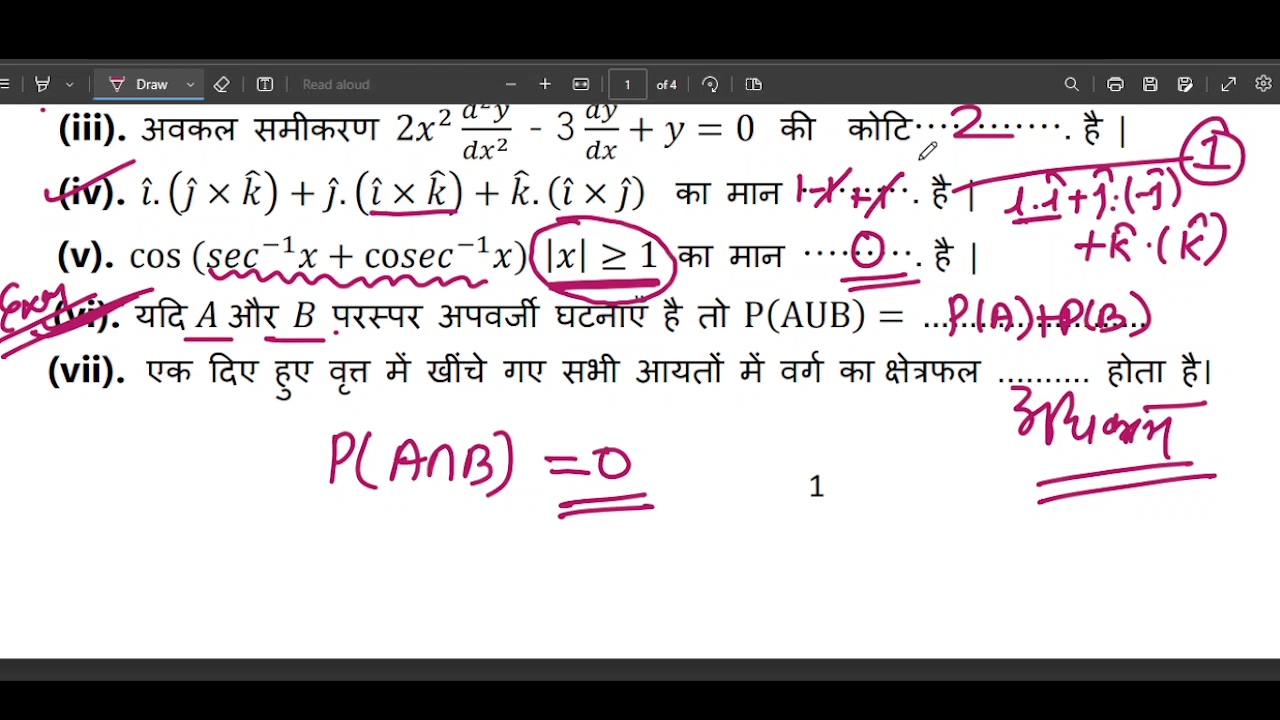 Draw Read aloud 1 of 4
(iii). अवकल समीकरण 2x² d²y/dx² - 3 dy/dx + y = 0 की कोटि ............ 2 ............ है |
(iv). î.(ĵ × k̂) + ĵ.(î × k̂) + k̂.(î × ĵ) का मान 1-1+1 ............ है | 1
î.î+ĵ.(-ĵ)
+k̂.(k̂)
(v). cos (sec⁻¹x + cosec⁻¹x) |x| ≥ 1 का मान ...... 0 ...... है |
(vi). यदि A और B परस्पर अपवर्जी घटनाएँ है तो P(AUB) = ...P(A)+P(B)
(vii). एक दिए हुए वृत्त में खींचे गए सभी आयतों में वर्ग का क्षेत्रफल .......... होता है।
अधिकतम
P(A∩B) = 0
1